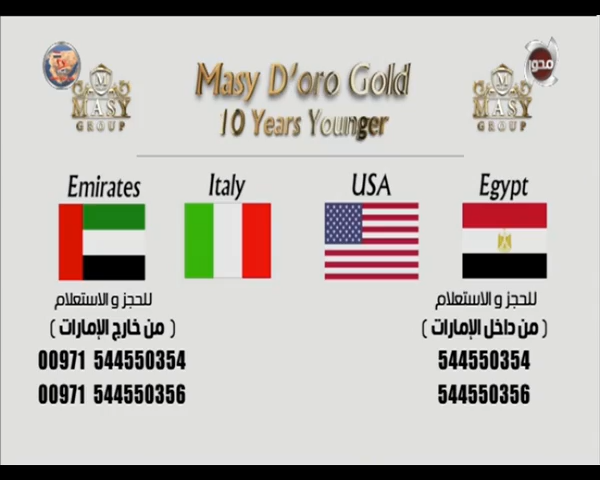 Masy D'oro Gold
10 Years Younger
MASY
GROUP
MASY
GROUP
محور
Emirates
Italy
USA
Egypt
للحجز و الاستعلام
( من خارج الإمارات )
00971 544550354
00971 544550356
للحجز و الاستعلام
( من داخل الإمارات )
544550354
544550356